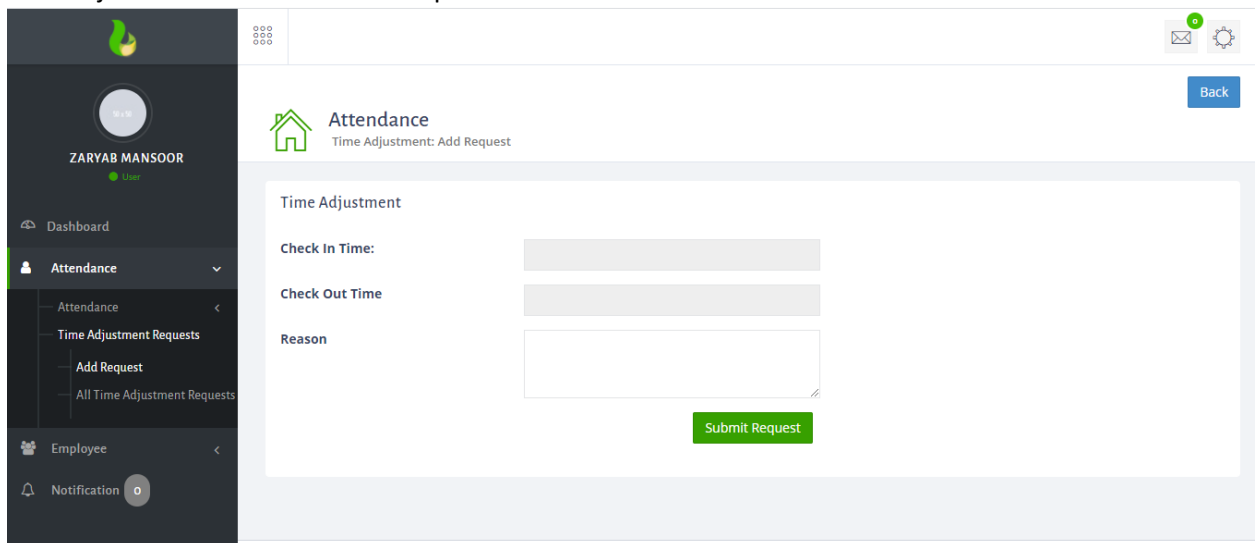 0
Back
Attendance
Time Adjustment: Add Request
ZARYAB MANSOOR
User
Dashboard
Attendance
Attendance
Time Adjustment Requests
Add Request
All Time Adjustment Requests
Employee
Notification 0
Time Adjustment
Check In Time:
Check Out Time
Reason
Submit Request